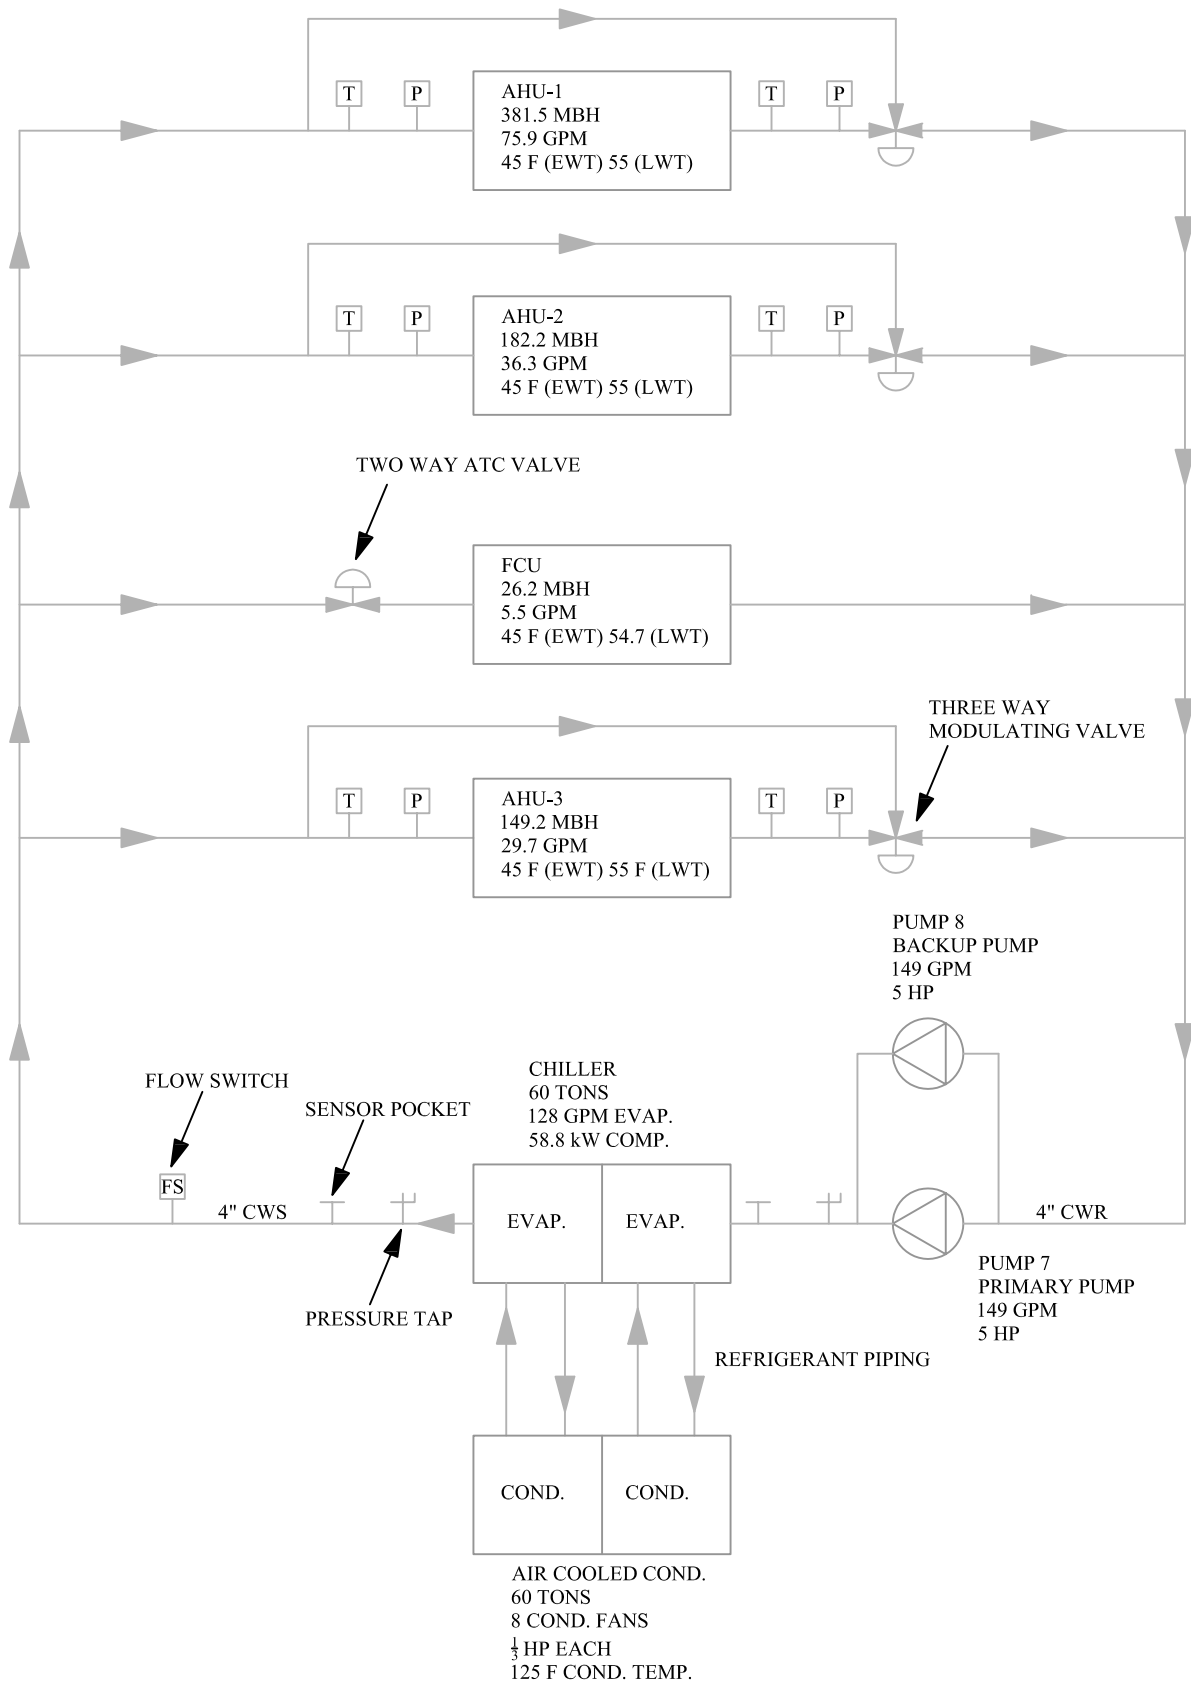 T
P
AHU-1
381.5 MBH
75.9 GPM
45 F (EWT) 55 (LWT)
T
P
T
P
AHU-2
182.2 MBH
36.3 GPM
45 F (EWT) 55 (LWT)
T
P
TWO WAY ATC VALVE
FCU
26.2 MBH
5.5 GPM
45 F (EWT) 54.7 (LWT)
THREE WAY
MODULATING VALVE
T
P
AHU-3
149.2 MBH
29.7 GPM
45 F (EWT) 55 F (LWT)
T
P
PUMP 8
BACKUP PUMP
149 GPM
5 HP
FLOW SWITCH
SENSOR POCKET
CHILLER
60 TONS
128 GPM EVAP.
58.8 kW COMP.
FS
4" CWS
EVAP.
EVAP.
4" CWR
PRESSURE TAP
PUMP 7
PRIMARY PUMP
149 GPM
5 HP
REFRIGERANT PIPING
COND.
COND.
AIR COOLED COND.
60 TONS
8 COND. FANS
1/3 HP EACH
125 F COND. TEMP.